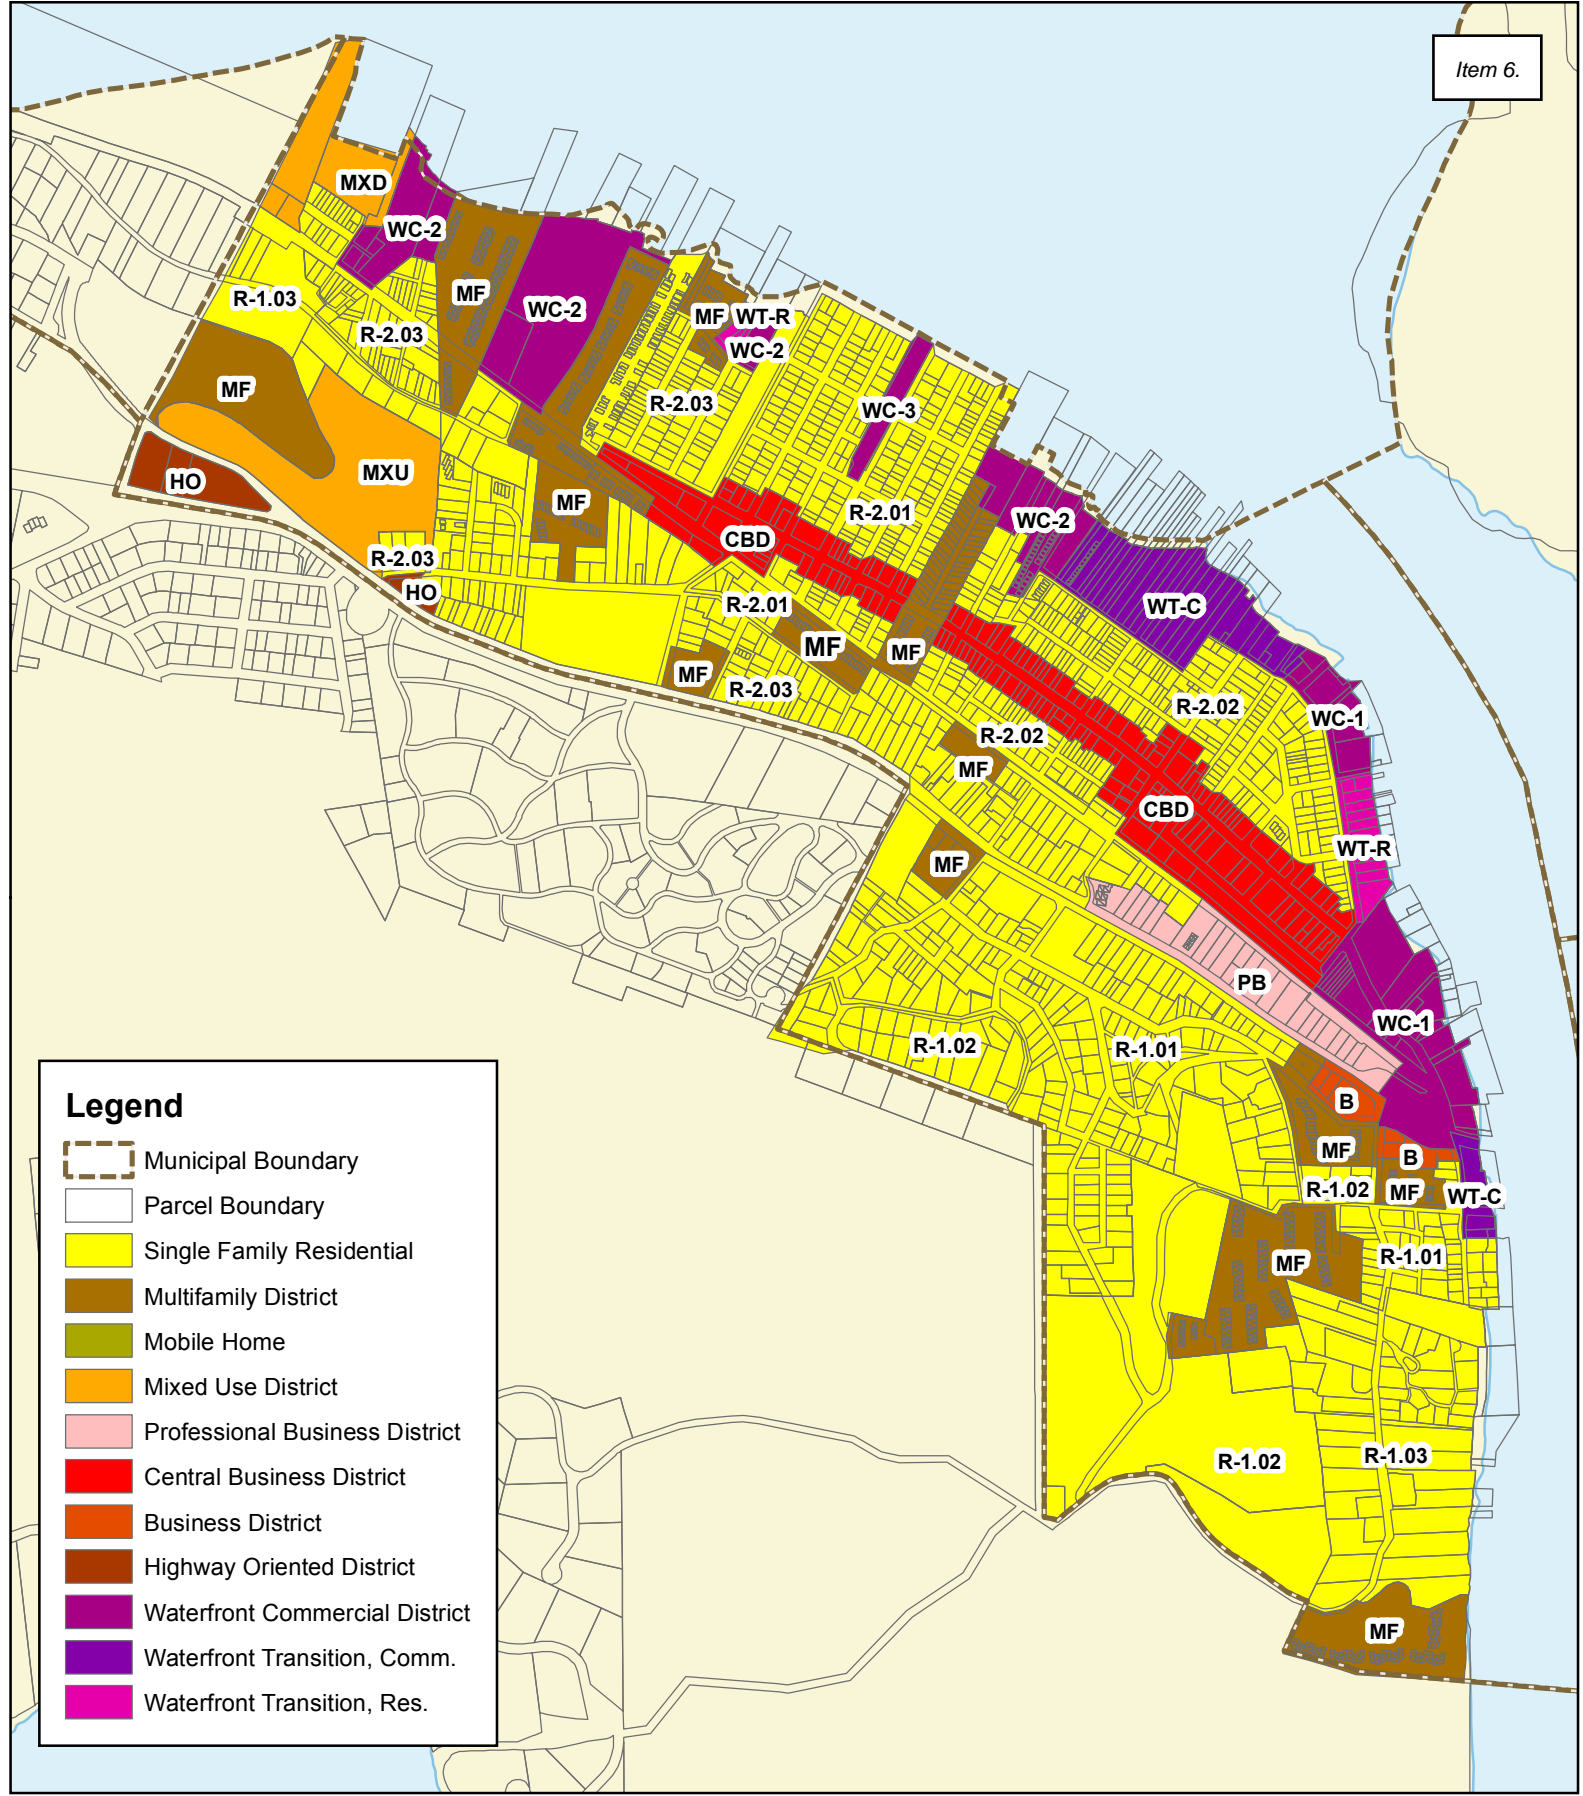 Item 6.
MXD
WC-2
R-1.03
MF
WC-2
R-2.03
MF WT-R
WC-2
MF
R-2.03
WC-3
HO
MXU
MF
R-2.01
WC-2
CBD
R-2.03
HO
R-2.01
WT-C
MF
MF
MF
R-2.03
R-2.02
WC-1
R-2.02
MF
CBD
WT-R
MF
PB
WC-1
R-1.02
R-1.01
B
MF
B
R-1.02
MF
WT-C
R-1.01
MF
R-1.02
R-1.03
MF
Legend
Municipal Boundary
Parcel Boundary
Single Family Residential
Multifamily District
Mobile Home
Mixed Use District
Professional Business District
Central Business District
Business District
Highway Oriented District
Waterfront Commercial District
Waterfront Transition, Comm.
Waterfront Transition, Res.